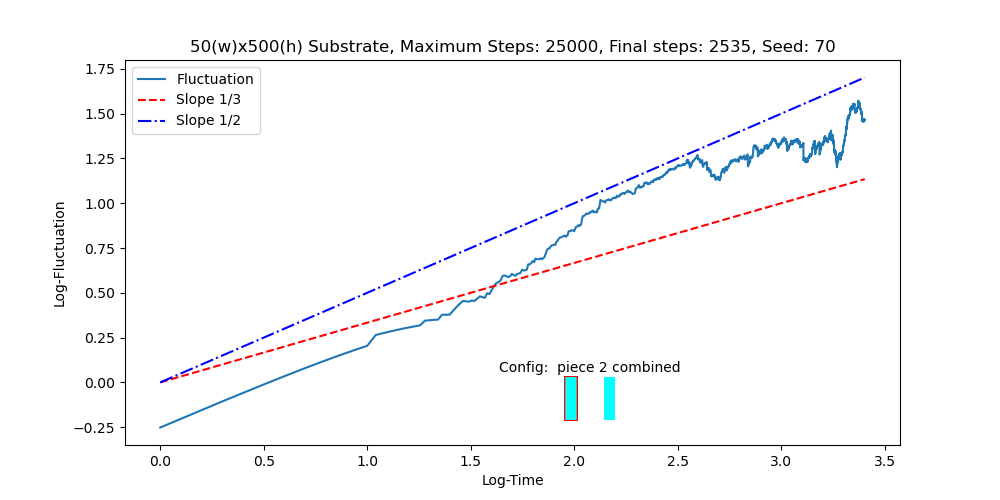 50(w)x500(h) Substrate, Maximum Steps: 25000, Final steps: 2535, Seed: 70
Fluctuation
Slope 1/3
Slope 1/2
1.75
1.50
1.25
1.00
0.75
0.50
0.25
0.00
−0.25
Log-Fluctuation
Config:  piece 2 combined
0.0 0.5 1.0 1.5 2.0 2.5 3.0 3.5
Log-Time